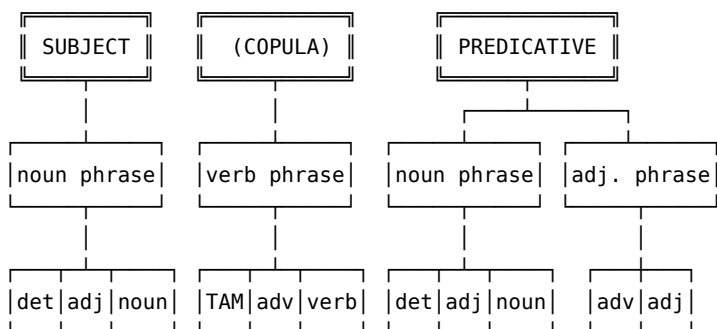 SUBJECT (COPULA) PREDICATIVE
noun phrase verb phrase noun phrase adj. phrase
det adj noun TAM adv verb det adj noun adv adj